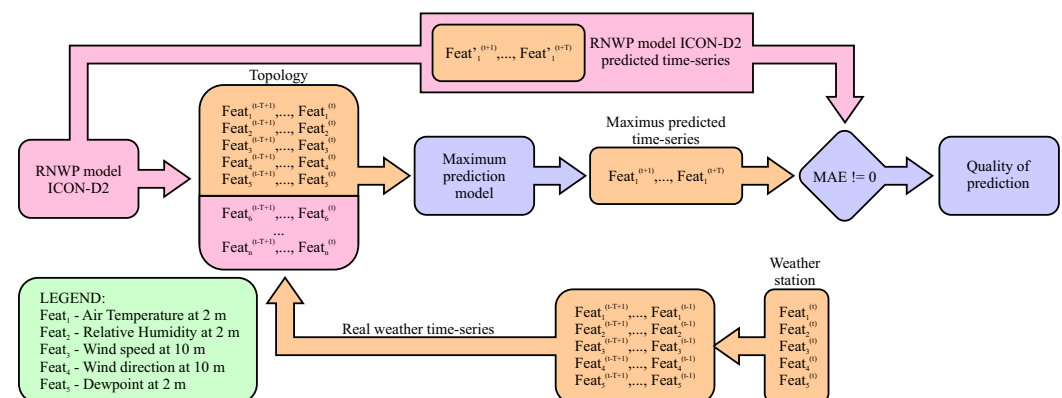 Feat'₁⁽ᵗ⁺¹⁾,..., Feat'₁⁽ᵗ⁺ᵀ⁾
RNWP model ICON-D2
predicted time-series
Topology
Feat₁⁽ᵗ⁻ᵀ⁺¹⁾,..., Feat₁⁽ᵗ⁾
Feat₂⁽ᵗ⁻ᵀ⁺¹⁾,..., Feat₂⁽ᵗ⁾
Feat₃⁽ᵗ⁻ᵀ⁺¹⁾,..., Feat₃⁽ᵗ⁾
Feat₄⁽ᵗ⁻ᵀ⁺¹⁾,..., Feat₄⁽ᵗ⁾
Feat₅⁽ᵗ⁻ᵀ⁺¹⁾,..., Feat₅⁽ᵗ⁾
Feat₆⁽ᵗ⁻ᵀ⁺¹⁾,..., Feat₆⁽ᵗ⁾
...
Featₙ⁽ᵗ⁻ᵀ⁺¹⁾,..., Featₙ⁽ᵗ⁾
RNWP model
ICON-D2
Maximum
prediction
model
Maximus predicted
time-series
Feat₁⁽ᵗ⁺¹⁾,..., Feat₁⁽ᵗ⁺ᵀ⁾
MAE != 0
Quality of
prediction
LEGEND:
Feat₁ - Air Temperature at 2 m
Feat₂ - Relative Humidity at 2 m
Feat₃ - Wind speed at 10 m
Feat₄ - Wind direction at 10 m
Feat₅ - Dewpoint at 2 m
Real weather time-series
Feat₁⁽ᵗ⁻ᵀ⁺¹⁾,..., Feat₁⁽ᵗ⁻¹⁾
Feat₂⁽ᵗ⁻ᵀ⁺¹⁾,..., Feat₂⁽ᵗ⁻¹⁾
Feat₃⁽ᵗ⁻ᵀ⁺¹⁾,..., Feat₃⁽ᵗ⁻¹⁾
Feat₄⁽ᵗ⁻ᵀ⁺¹⁾,..., Feat₄⁽ᵗ⁻¹⁾
Feat₅⁽ᵗ⁻ᵀ⁺¹⁾,..., Feat₅⁽ᵗ⁻¹⁾
Weather
station
Feat₁⁽ᵗ⁾
Feat₂⁽ᵗ⁾
Feat₃⁽ᵗ⁾
Feat₄⁽ᵗ⁾
Feat₅⁽ᵗ⁾